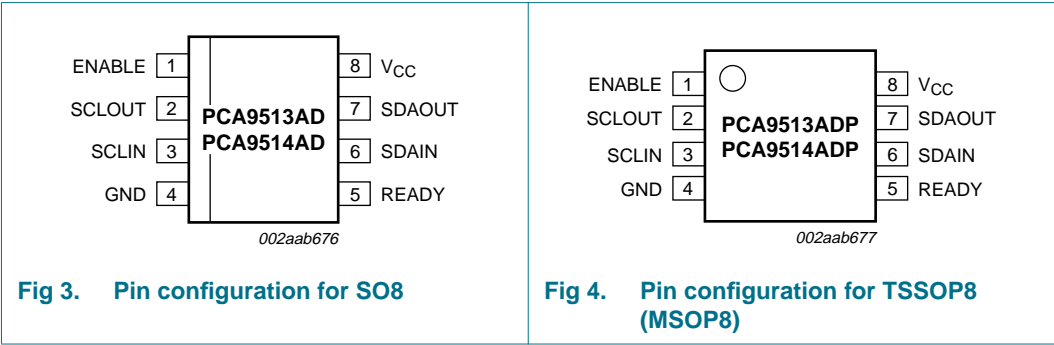 ENABLE 1 8 VCC
SCLOUT 2 7 SDAOUT
PCA9513AD
PCA9514AD
SCLIN 3 6 SDAIN
GND 4 5 READY
002aab676
Fig 3. Pin configuration for SO8
ENABLE 1 8 VCC
SCLOUT 2 7 SDAOUT
PCA9513ADP
PCA9514ADP
SCLIN 3 6 SDAIN
GND 4 5 READY
002aab677
Fig 4. Pin configuration for TSSOP8
(MSOP8)